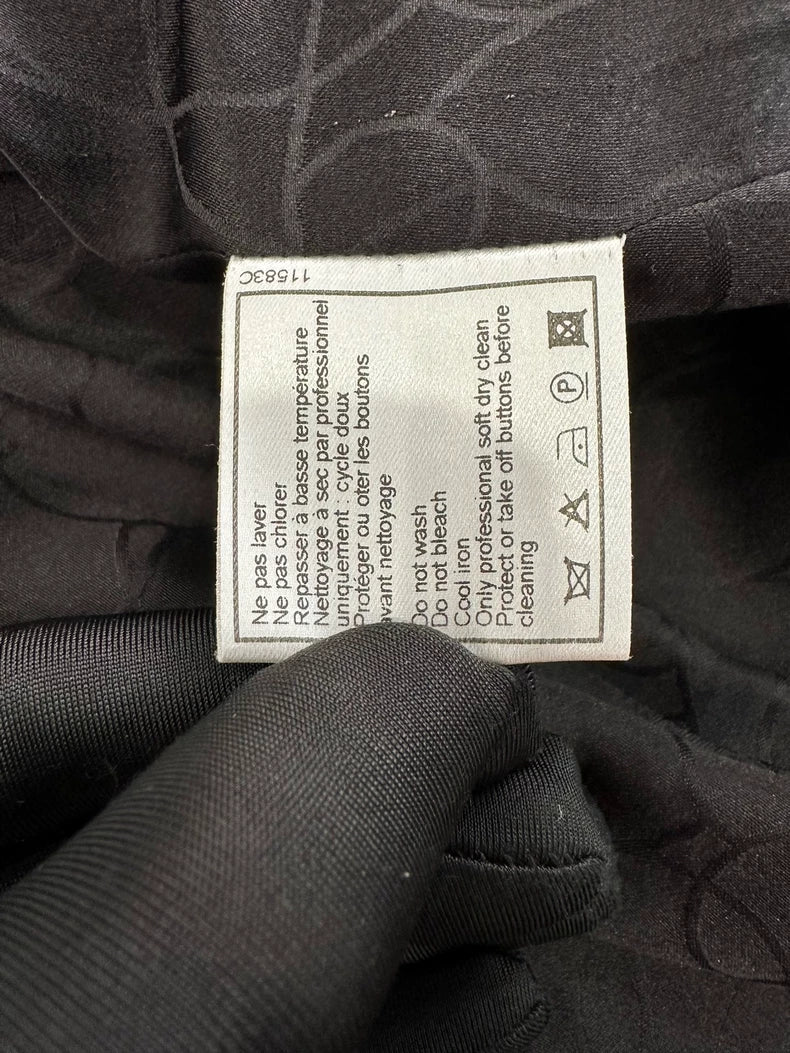 11583C
Ne pas laver
Ne pas chlorer
Repasser à basse température
Nettoyage à sec par professionnel
uniquement : cycle doux
Protéger ou oter les boutons
avant nettoyage
Do not wash
Do not bleach
Cool iron
Only professional soft dry clean
Protect or take off buttons before
cleaning
P